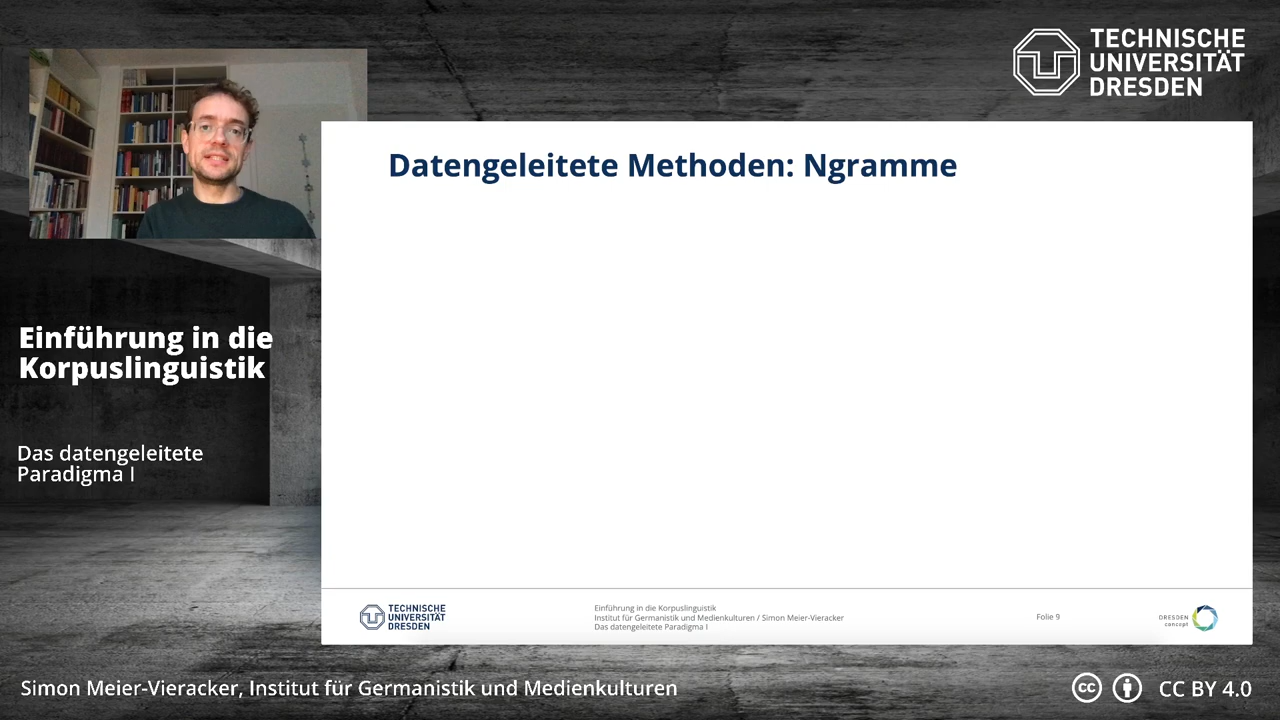 TECHNISCHE
UNIVERSITÄT
DRESDEN
Datengeleitete Methoden: Ngramme
Einführung in die
Korpuslinguistik
Das datengeleitete
Paradigma I
TECHNISCHE
UNIVERSITÄT
DRESDEN
Einführung in die Korpuslinguistik
Institut für Germanistik und Medienkulturen / Simon Meier-Vieracker
Das datengeleitete Paradigma I
Folie 9
DRESDEN
concept
Simon Meier-Vieracker, Institut für Germanistik und Medienkulturen
cc
CC BY 4.0